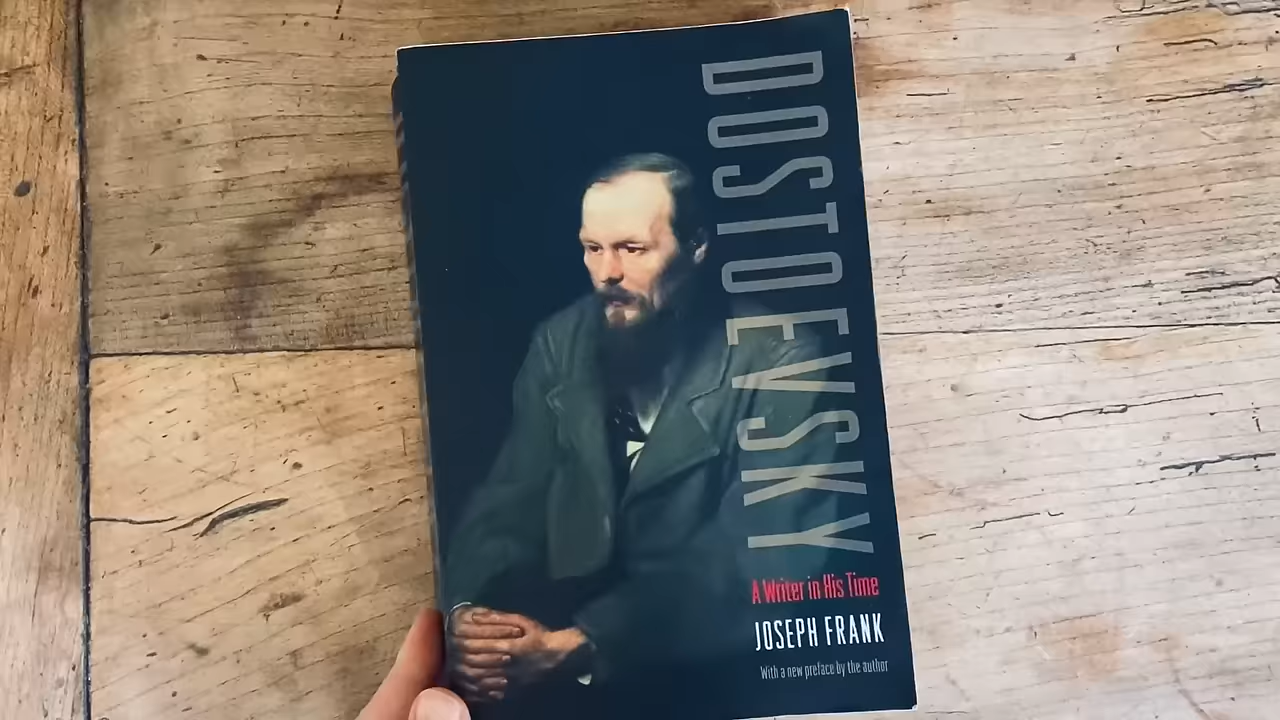 DOSTOEVSKY
A Writer in His Time
JOSEPH FRANK
With a new preface by the author